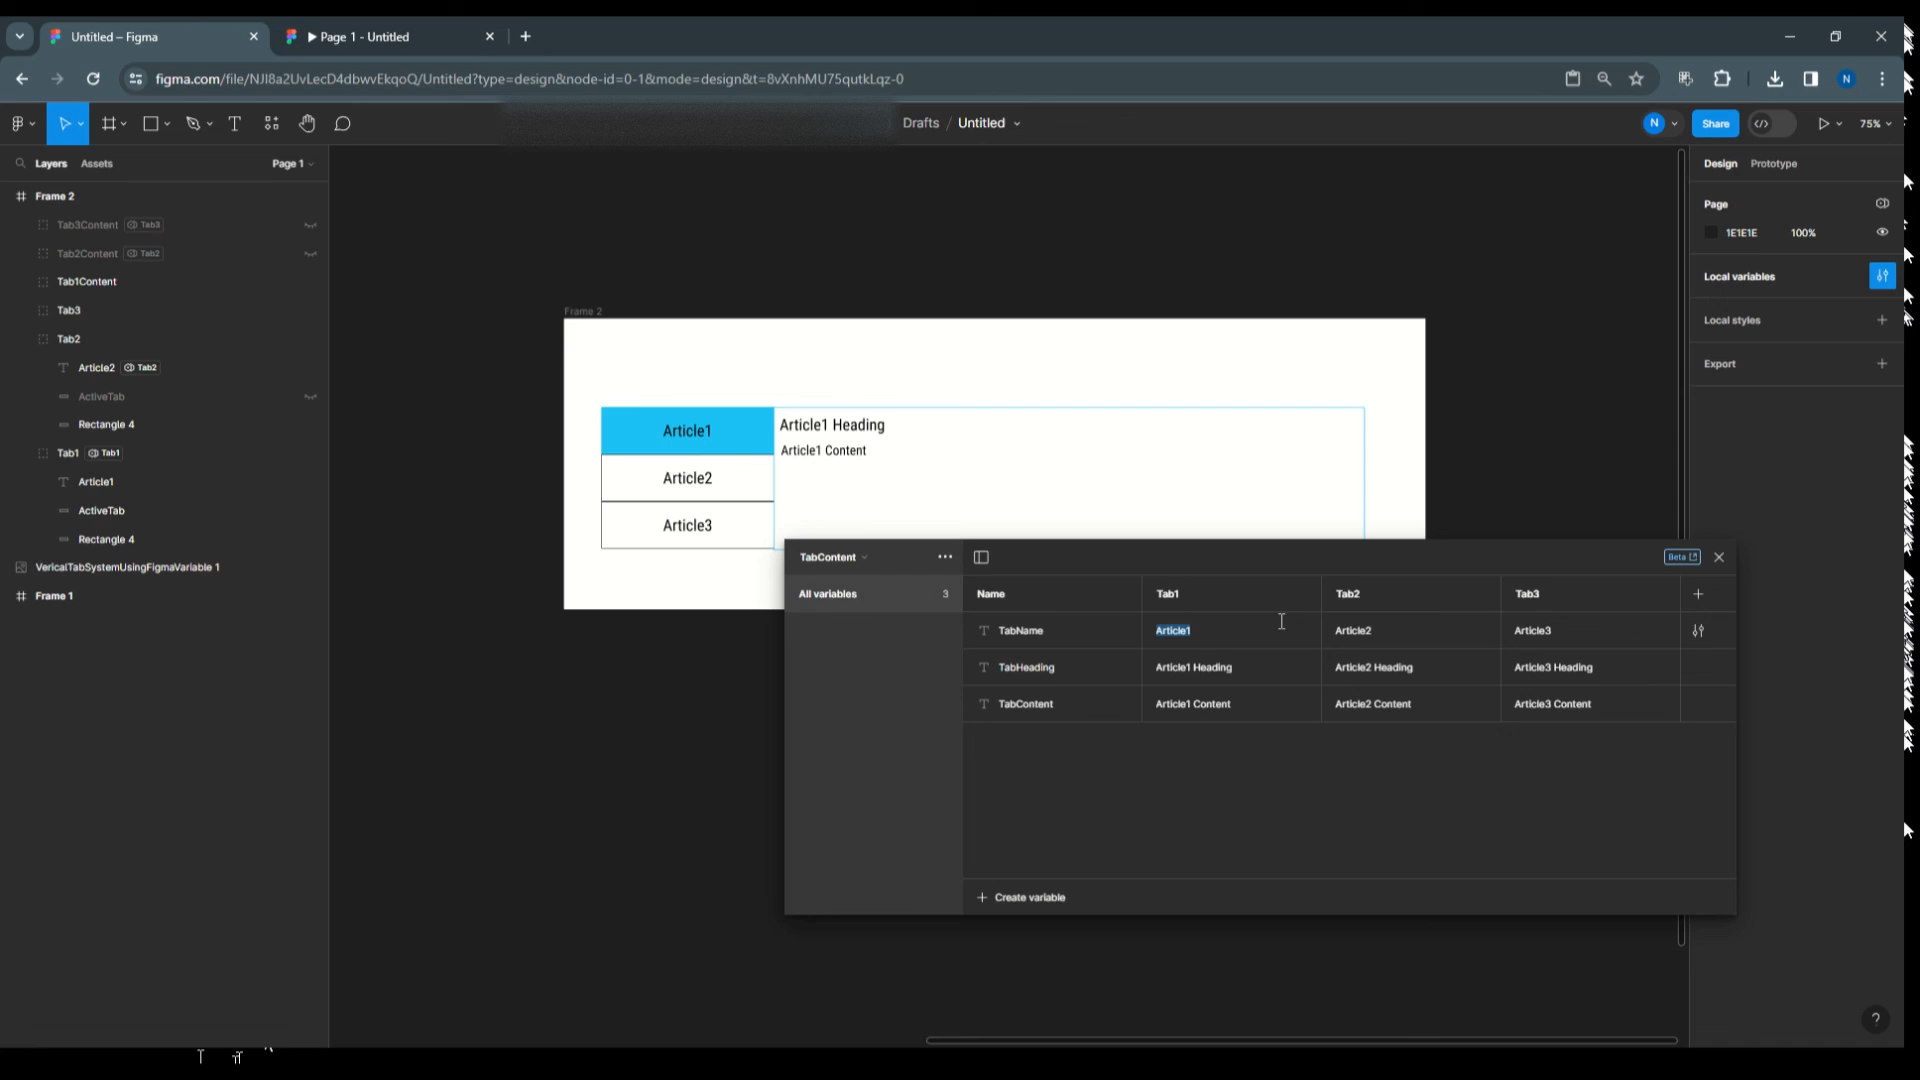 Untitled – Figma
Page 1 - Untitled
figma.com/file/NJI8a2UvLecD4dbwvEkqoQ/Untitled?type=design&node-id=0-1&mode=design&t=8vXnhMU75qutkLqz-0
N
Drafts / Untitled
N
Share
75%
Layers
Assets
Page 1
Design
Prototype
Frame 2
Tab3Content Tab3
Tab2Content Tab2
Tab1Content
Tab3
Tab2
Article2 Tab2
ActiveTab
Rectangle 4
Tab1 Tab1
Article1
ActiveTab
Rectangle 4
VericalTabSystemUsingFigmaVariable 1
Frame 1
Page
1E1E1E 100%
Local variables
Local styles
Export
Frame 2
Article1
Article2
Article3
Article1 Heading
Article1 Content
TabContent
Beta
All variables 3
Name Tab1 Tab2 Tab3
TabName Article1 Article2 Article3
TabHeading Article1 Heading Article2 Heading Article3 Heading
TabContent Article1 Content Article2 Content Article3 Content
Create variable
?